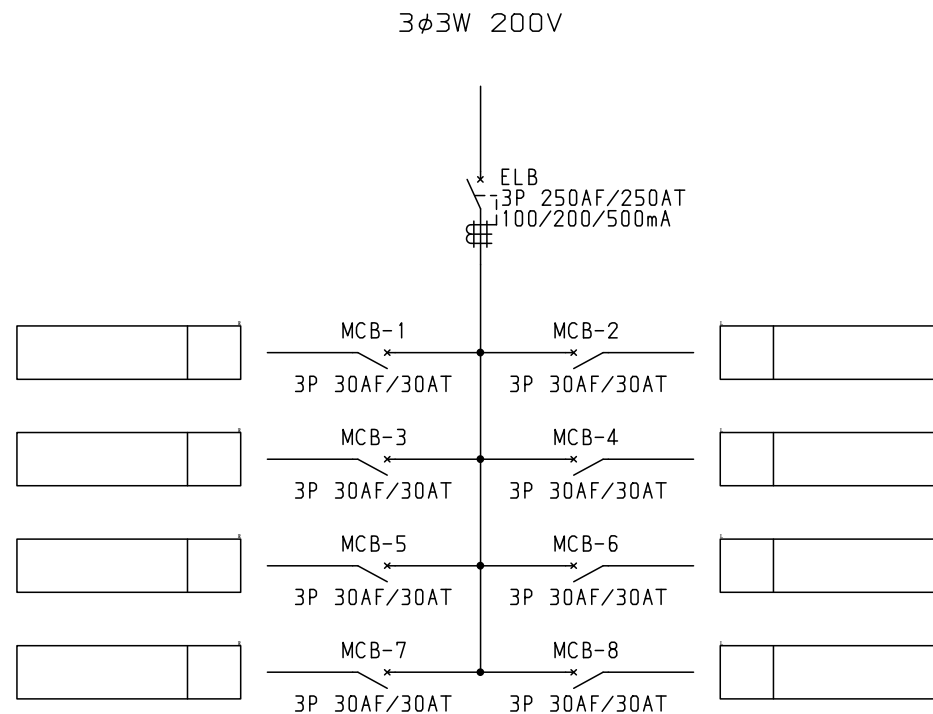 3φ3W 200V
ELB
3P 250AF/250AT
100/200/500mA
MCB-1
MCB-2
3P 30AF/30AT
3P 30AF/30AT
MCB-3
MCB-4
3P 30AF/30AT
3P 30AF/30AT
MCB-5
MCB-6
3P 30AF/30AT
3P 30AF/30AT
MCB-7
MCB-8
3P 30AF/30AT
3P 30AF/30AT